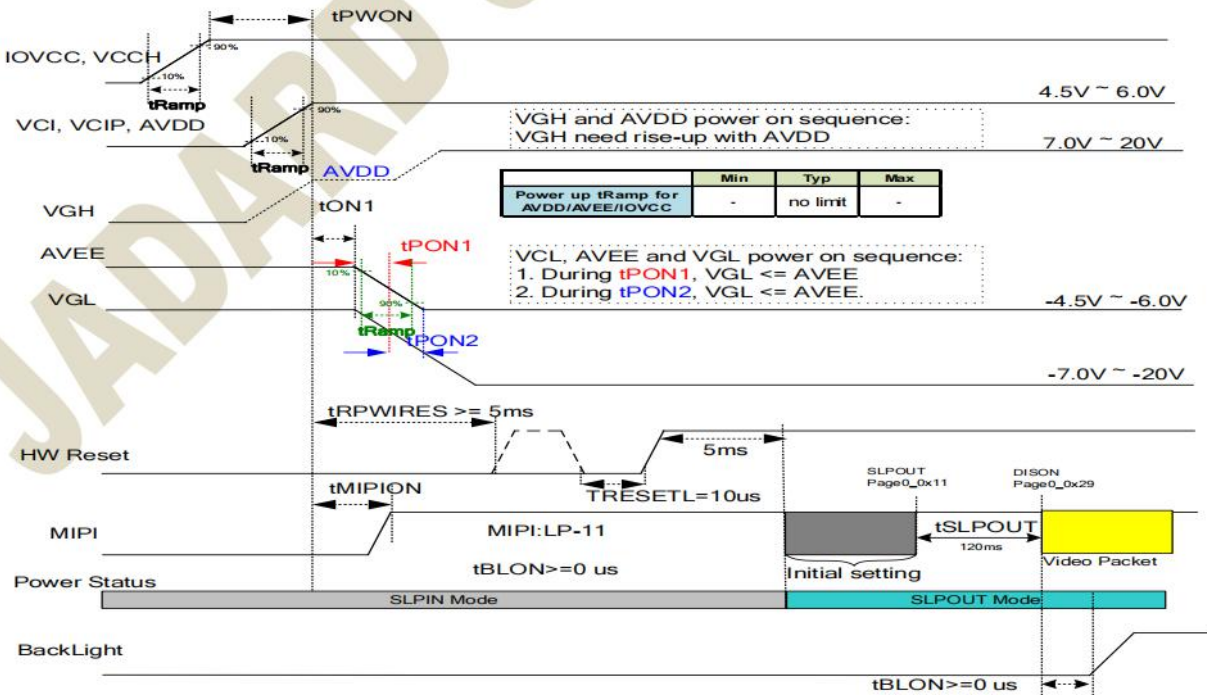 tPWON
IOVCC, VCCH
90%
10%
tRamp
4.5V ~ 6.0V
VCI, VCIP, AVDD
90%
10%
tRamp
VGH and AVDD power on sequence:
VGH need rise-up with AVDD
7.0V ~ 20V
AVDD
Min Typ Max
Power up tRamp for
AVDD/AVEE/IOVCC
- no limit -
VGH
tON1
AVEE
tPON1
10%
VCL, AVEE and VGL power on sequence:
1. During tPON1, VGL <= AVEE
2. During tPON2, VGL <= AVEE.
VGL
90%
-4.5V ~ -6.0V
tRamp
tPON2
-7.0V ~ -20V
tRPWIRES >= 5ms
HW Reset
5ms
TRESETL=10us
SLPOUT
Page0_0x11
DISON
Page0_0x29
tMIPION
MIPI
MIPI:LP-11
tSLPOUT
120ms
tBLON>=0 us
Initial setting
Video Packet
Power Status
SLPIN Mode
SLPOUT Mode
BackLight
tBLON>=0 us
JADARD